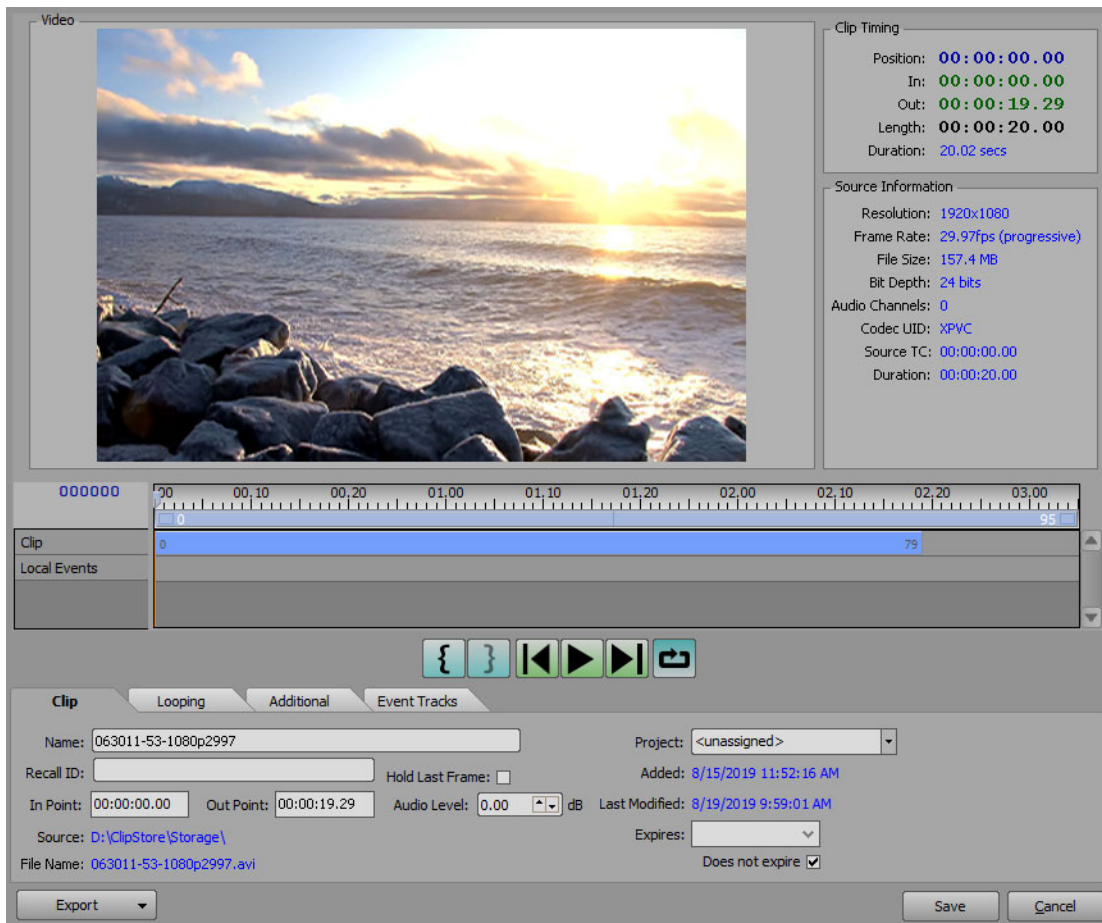 Video
Clip Timing
Position: 00:00:00.00
In: 00:00:00.00
Out: 00:00:19.29
Length: 00:00:20.00
Duration: 20.02 secs
Source Information
Resolution: 1920x1080
Frame Rate: 29.97fps (progressive)
File Size: 157.4 MB
Bit Depth: 24 bits
Audio Channels: 0
Codec UID: XPVC
Source TC: 00:00:00.00
Duration: 00:00:20.00
000000 00 00.10 00.20 01.00 01.10 01.20 02.00 02.10 02.20 03.00
0 95
Clip 0 79
Local Events
{ }
Clip Looping Additional Event Tracks
Name: 063011-53-1080p2997 Project: <unassigned>
Recall ID: Hold Last Frame: Added: 8/15/2019 11:52:16 AM
In Point: 00:00:00.00 Out Point: 00:00:19.29 Audio Level: 0.00 dB Last Modified: 8/19/2019 9:59:01 AM
Source: D:\ClipStore\Storage\ Expires:
File Name: 063011-53-1080p2997.avi Does not expire
Export Save Cancel